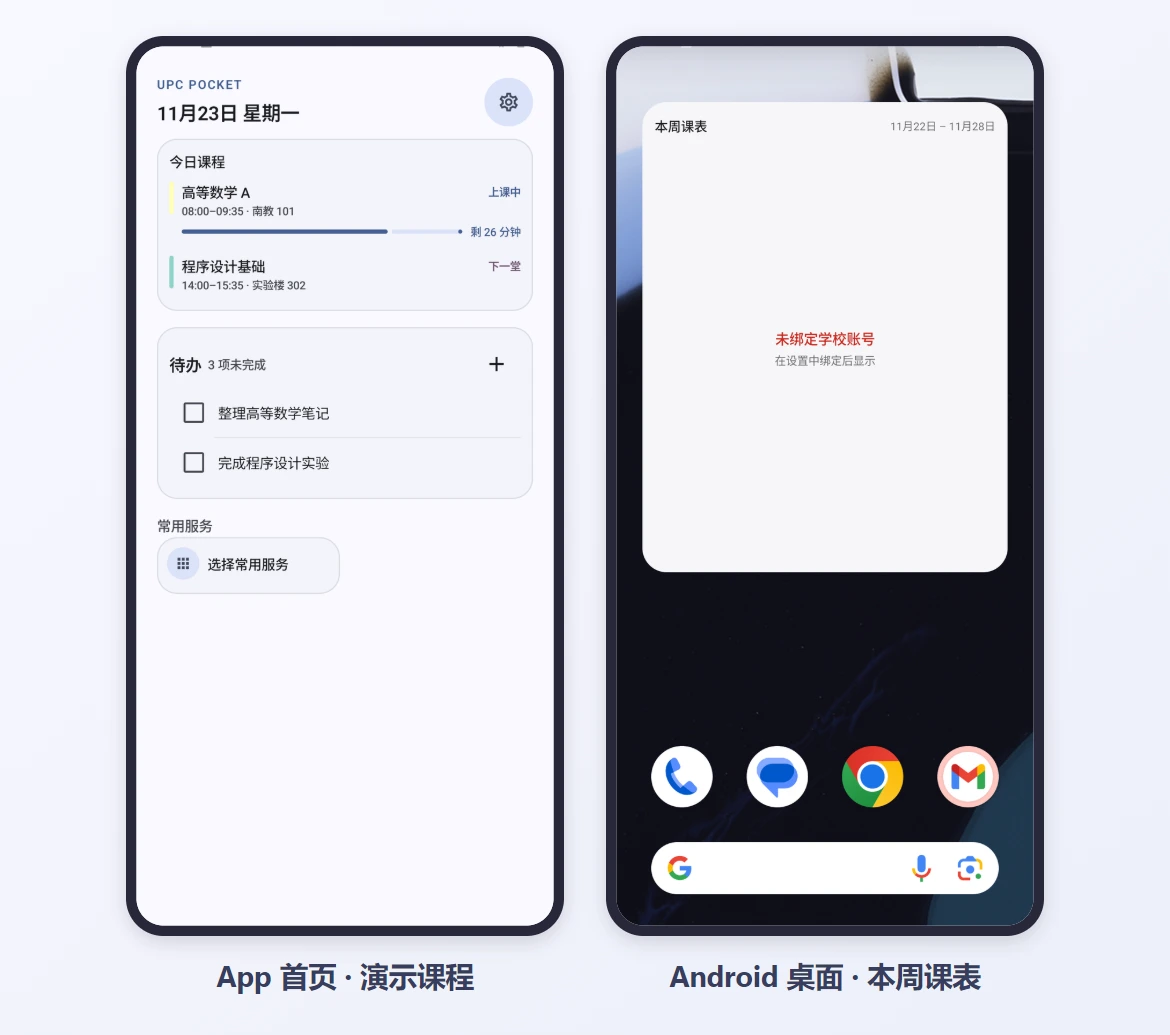 UPC POCKET
11月23日 星期一
今日课程
高等数学 A
上课中
08:00–09:35 · 南教 101
剩 26 分钟
程序设计基础
下一堂
14:00–15:35 · 实验楼 302
待办 3 项未完成
整理高等数学笔记
完成程序设计实验
常用服务
选择常用服务
App 首页 · 演示课程
本周课表
11月22日 – 11月28日
未绑定学校账号
在设置中绑定后显示
Android 桌面 · 本周课表